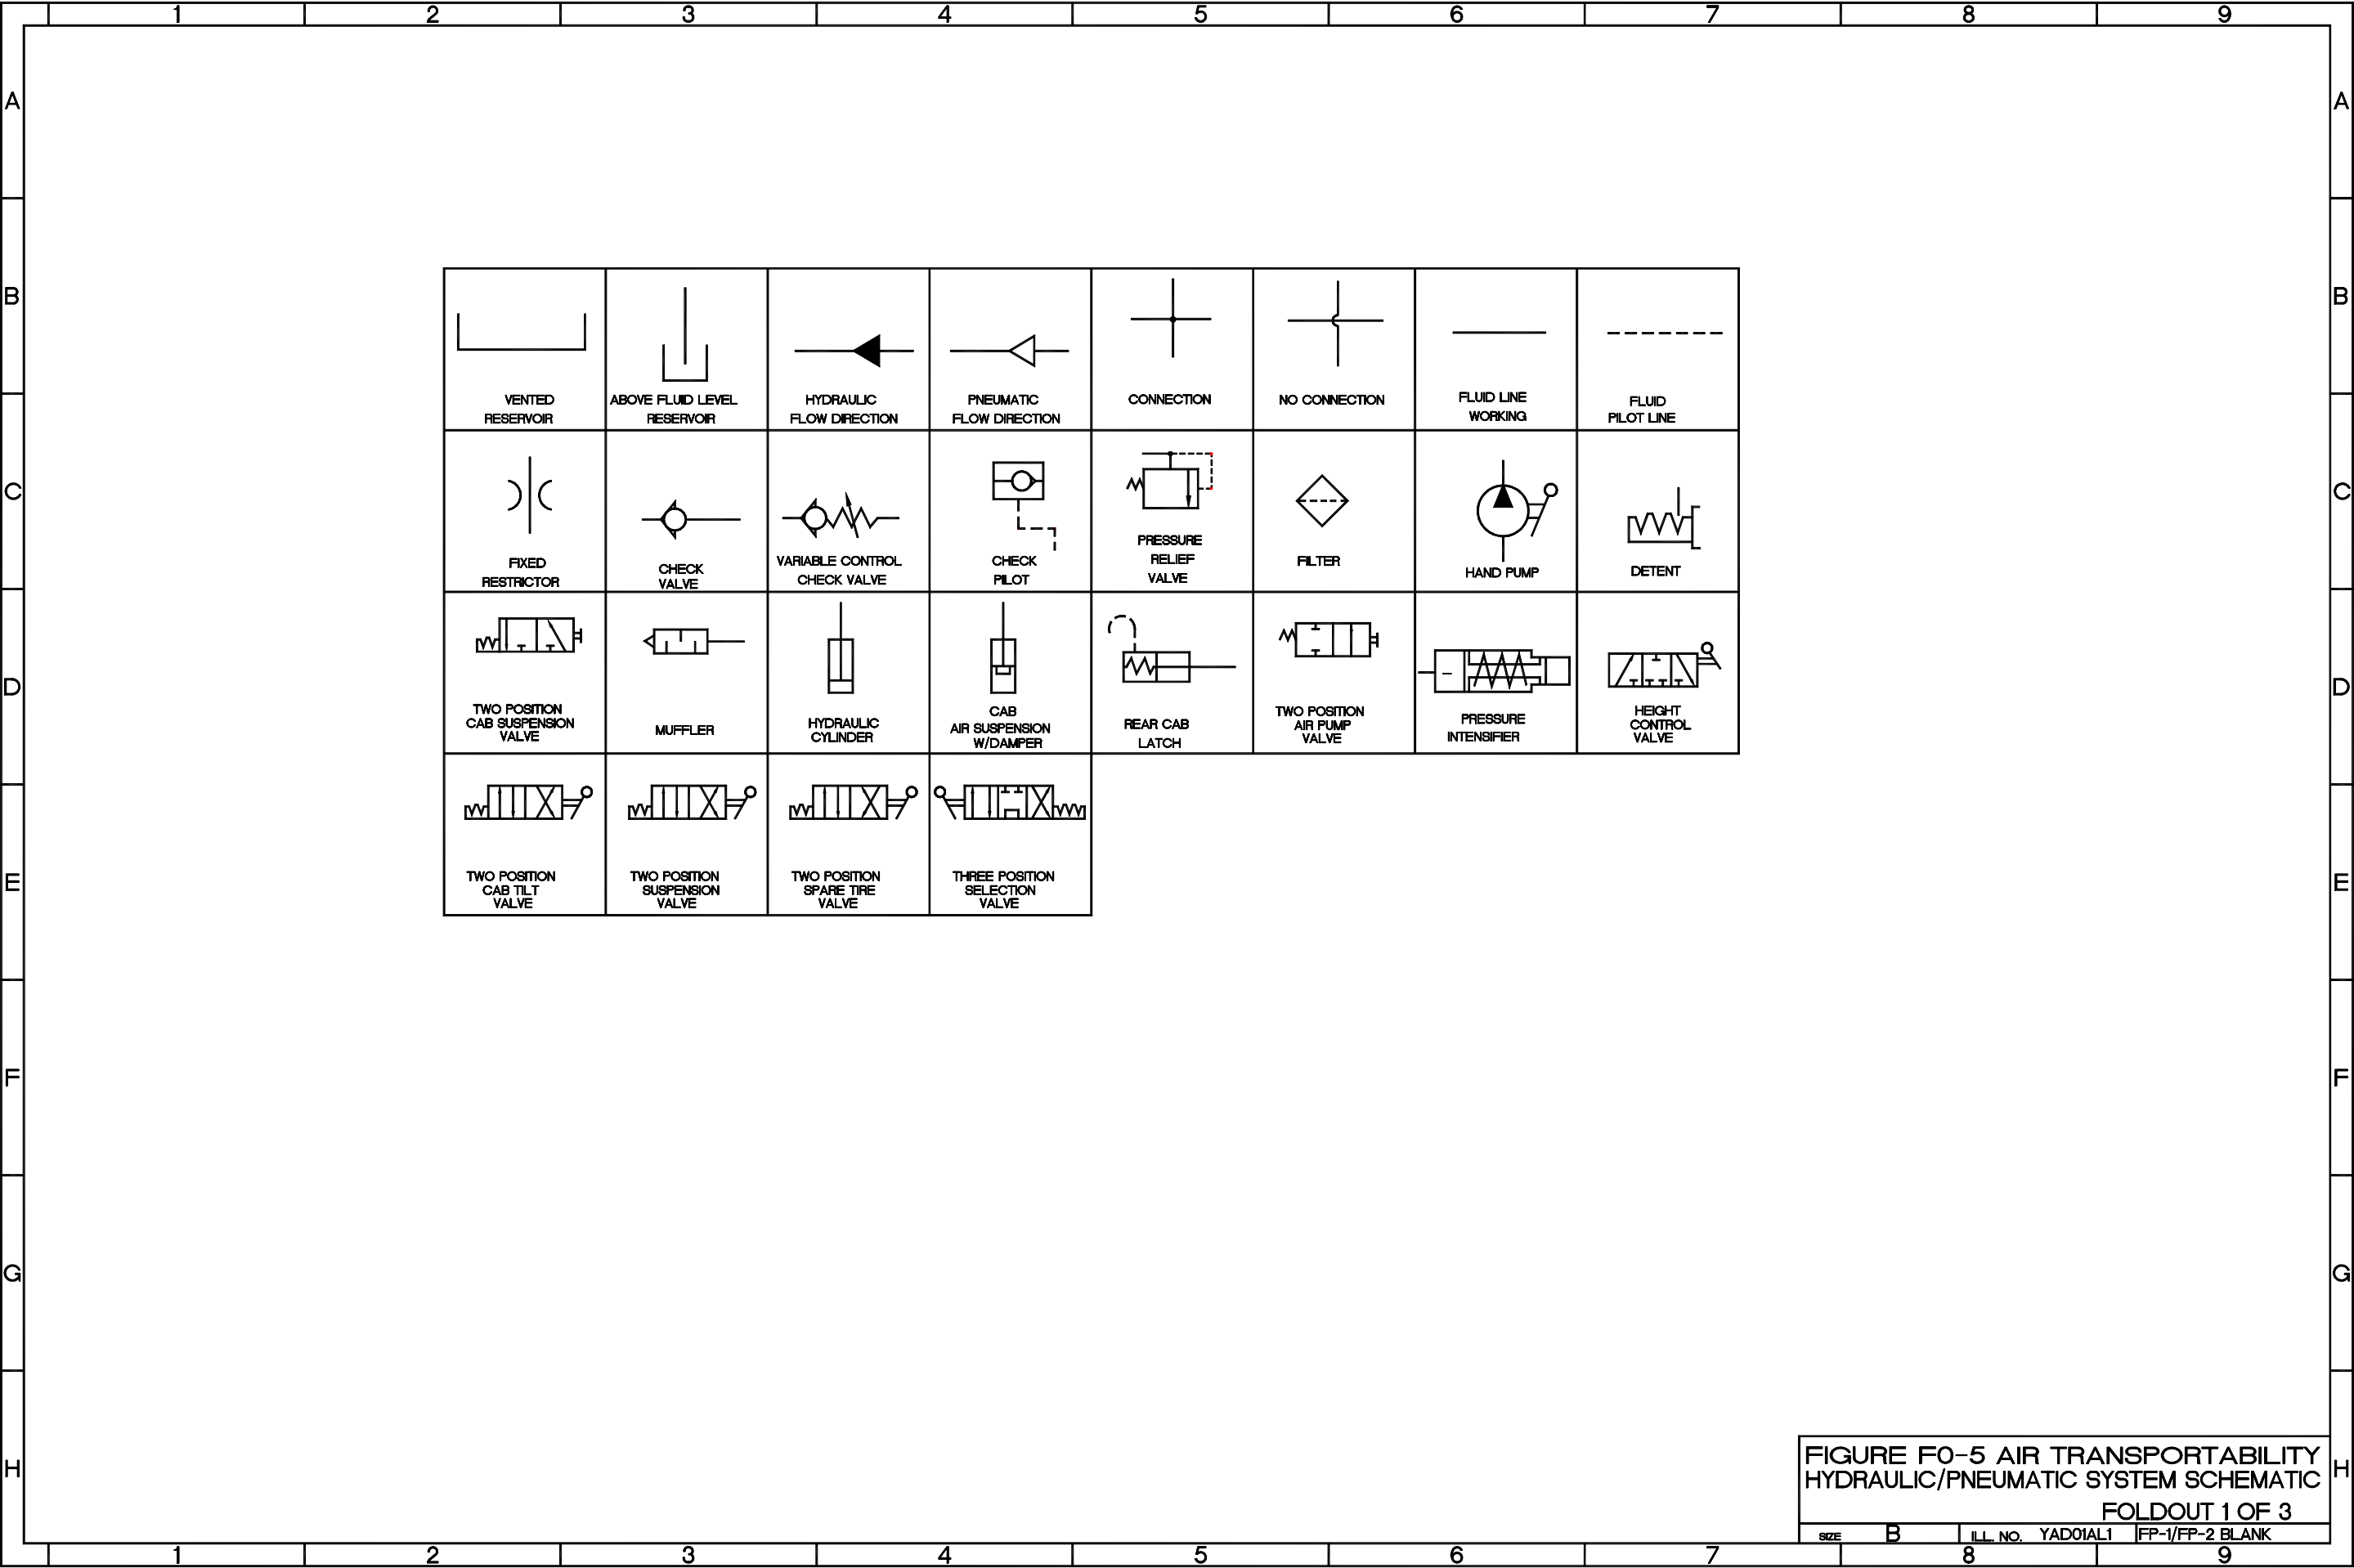 1 2 3 4 5 6 7 8 9
A A
B B
VENTED
RESERVOIR
ABOVE FLUID LEVEL
RESERVOIR
HYDRAULIC
FLOW DIRECTION
PNEUMATIC
FLOW DIRECTION
CONNECTION
NO CONNECTION
FLUID LINE
WORKING
FLUID
PILOT LINE
C C
FIXED
RESTRICTOR
CHECK
VALVE
VARIABLE CONTROL
CHECK VALVE
CHECK
PILOT
PRESSURE
RELIEF
VALVE
FILTER
HAND PUMP
DETENT
D D
TWO POSITION
CAB SUSPENSION
VALVE
MUFFLER
HYDRAULIC
CYLINDER
CAB
AIR SUSPENSION
W/DAMPER
REAR CAB
LATCH
TWO POSITION
AIR PUMP
VALVE
PRESSURE
INTENSIFIER
HEIGHT
CONTROL
VALVE
E E
TWO POSITION
CAB TILT
VALVE
TWO POSITION
SUSPENSION
VALVE
TWO POSITION
SPARE TIRE
VALVE
THREE POSITION
SELECTION
VALVE
F F
G G
H H
FIGURE FO-5 AIR TRANSPORTABILITY
HYDRAULIC/PNEUMATIC SYSTEM SCHEMATIC
FOLDOUT 1 OF 3
SIZE B ILL. NO. YAD01AL1 FP-1/FP-2 BLANK
1 2 3 4 5 6 7 8 9